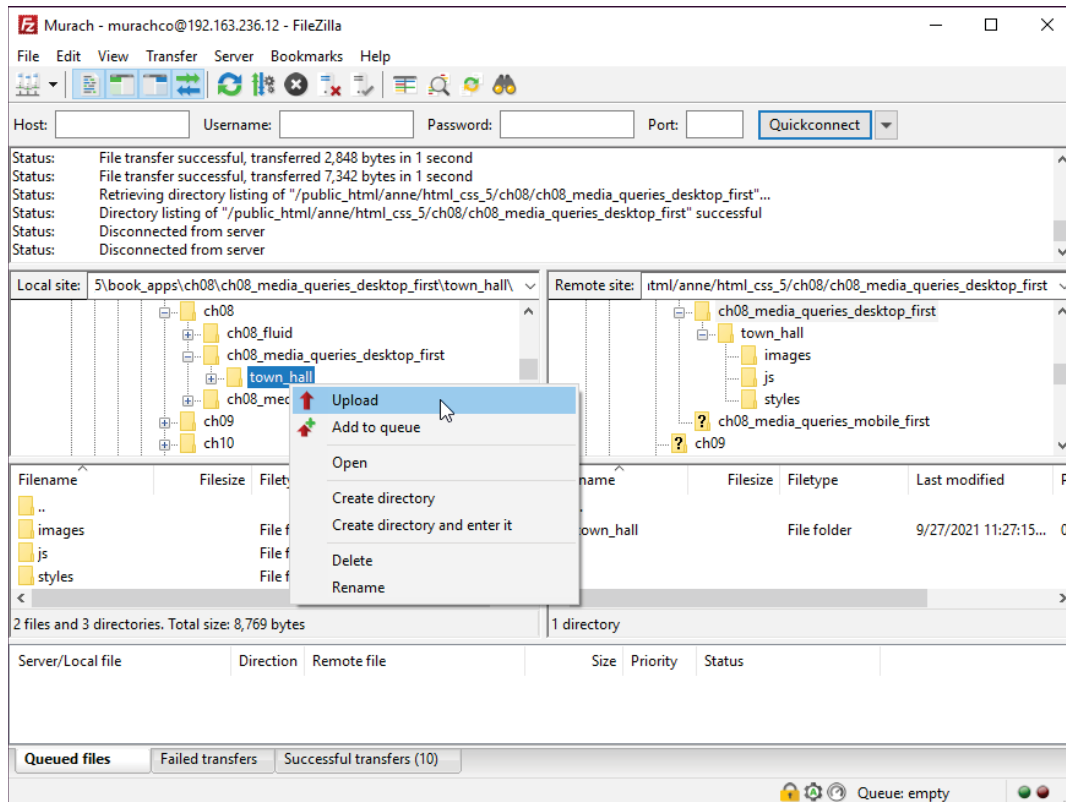 Murach - murachco@192.163.236.12 - FileZilla
File Edit View Transfer Server Bookmarks Help
Host: Username: Password: Port: Quickconnect
Status: File transfer successful, transferred 2,848 bytes in 1 second
Status: File transfer successful, transferred 7,342 bytes in 1 second
Status: Retrieving directory listing of "/public_html/anne/html_css_5/ch08/ch08_media_queries_desktop_first"...
Status: Directory listing of "/public_html/anne/html_css_5/ch08/ch08_media_queries_desktop_first" successful
Status: Disconnected from server
Status: Disconnected from server
Local site: 5\book_apps\ch08\ch08_media_queries_desktop_first\town_hall\
ch08
ch08_fluid
ch08_media_queries_desktop_first
town_hall
ch08_med
ch09
ch10
Remote site: html/anne/html_css_5/ch08/ch08_media_queries_desktop_first
ch08_media_queries_desktop_first
town_hall
images
js
styles
ch08_media_queries_mobile_first
ch09
Upload
Add to queue
Open
Create directory
Create directory and enter it
Delete
Rename
Filename Filesize Filety
..
images File f
js File f
styles File f
2 files and 3 directories. Total size: 8,769 bytes
name Filesize Filetype Last modified
.
town_hall File folder 9/27/2021 11:27:15...
1 directory
Server/Local file Direction Remote file Size Priority Status
Queued files Failed transfers Successful transfers (10)
Queue: empty